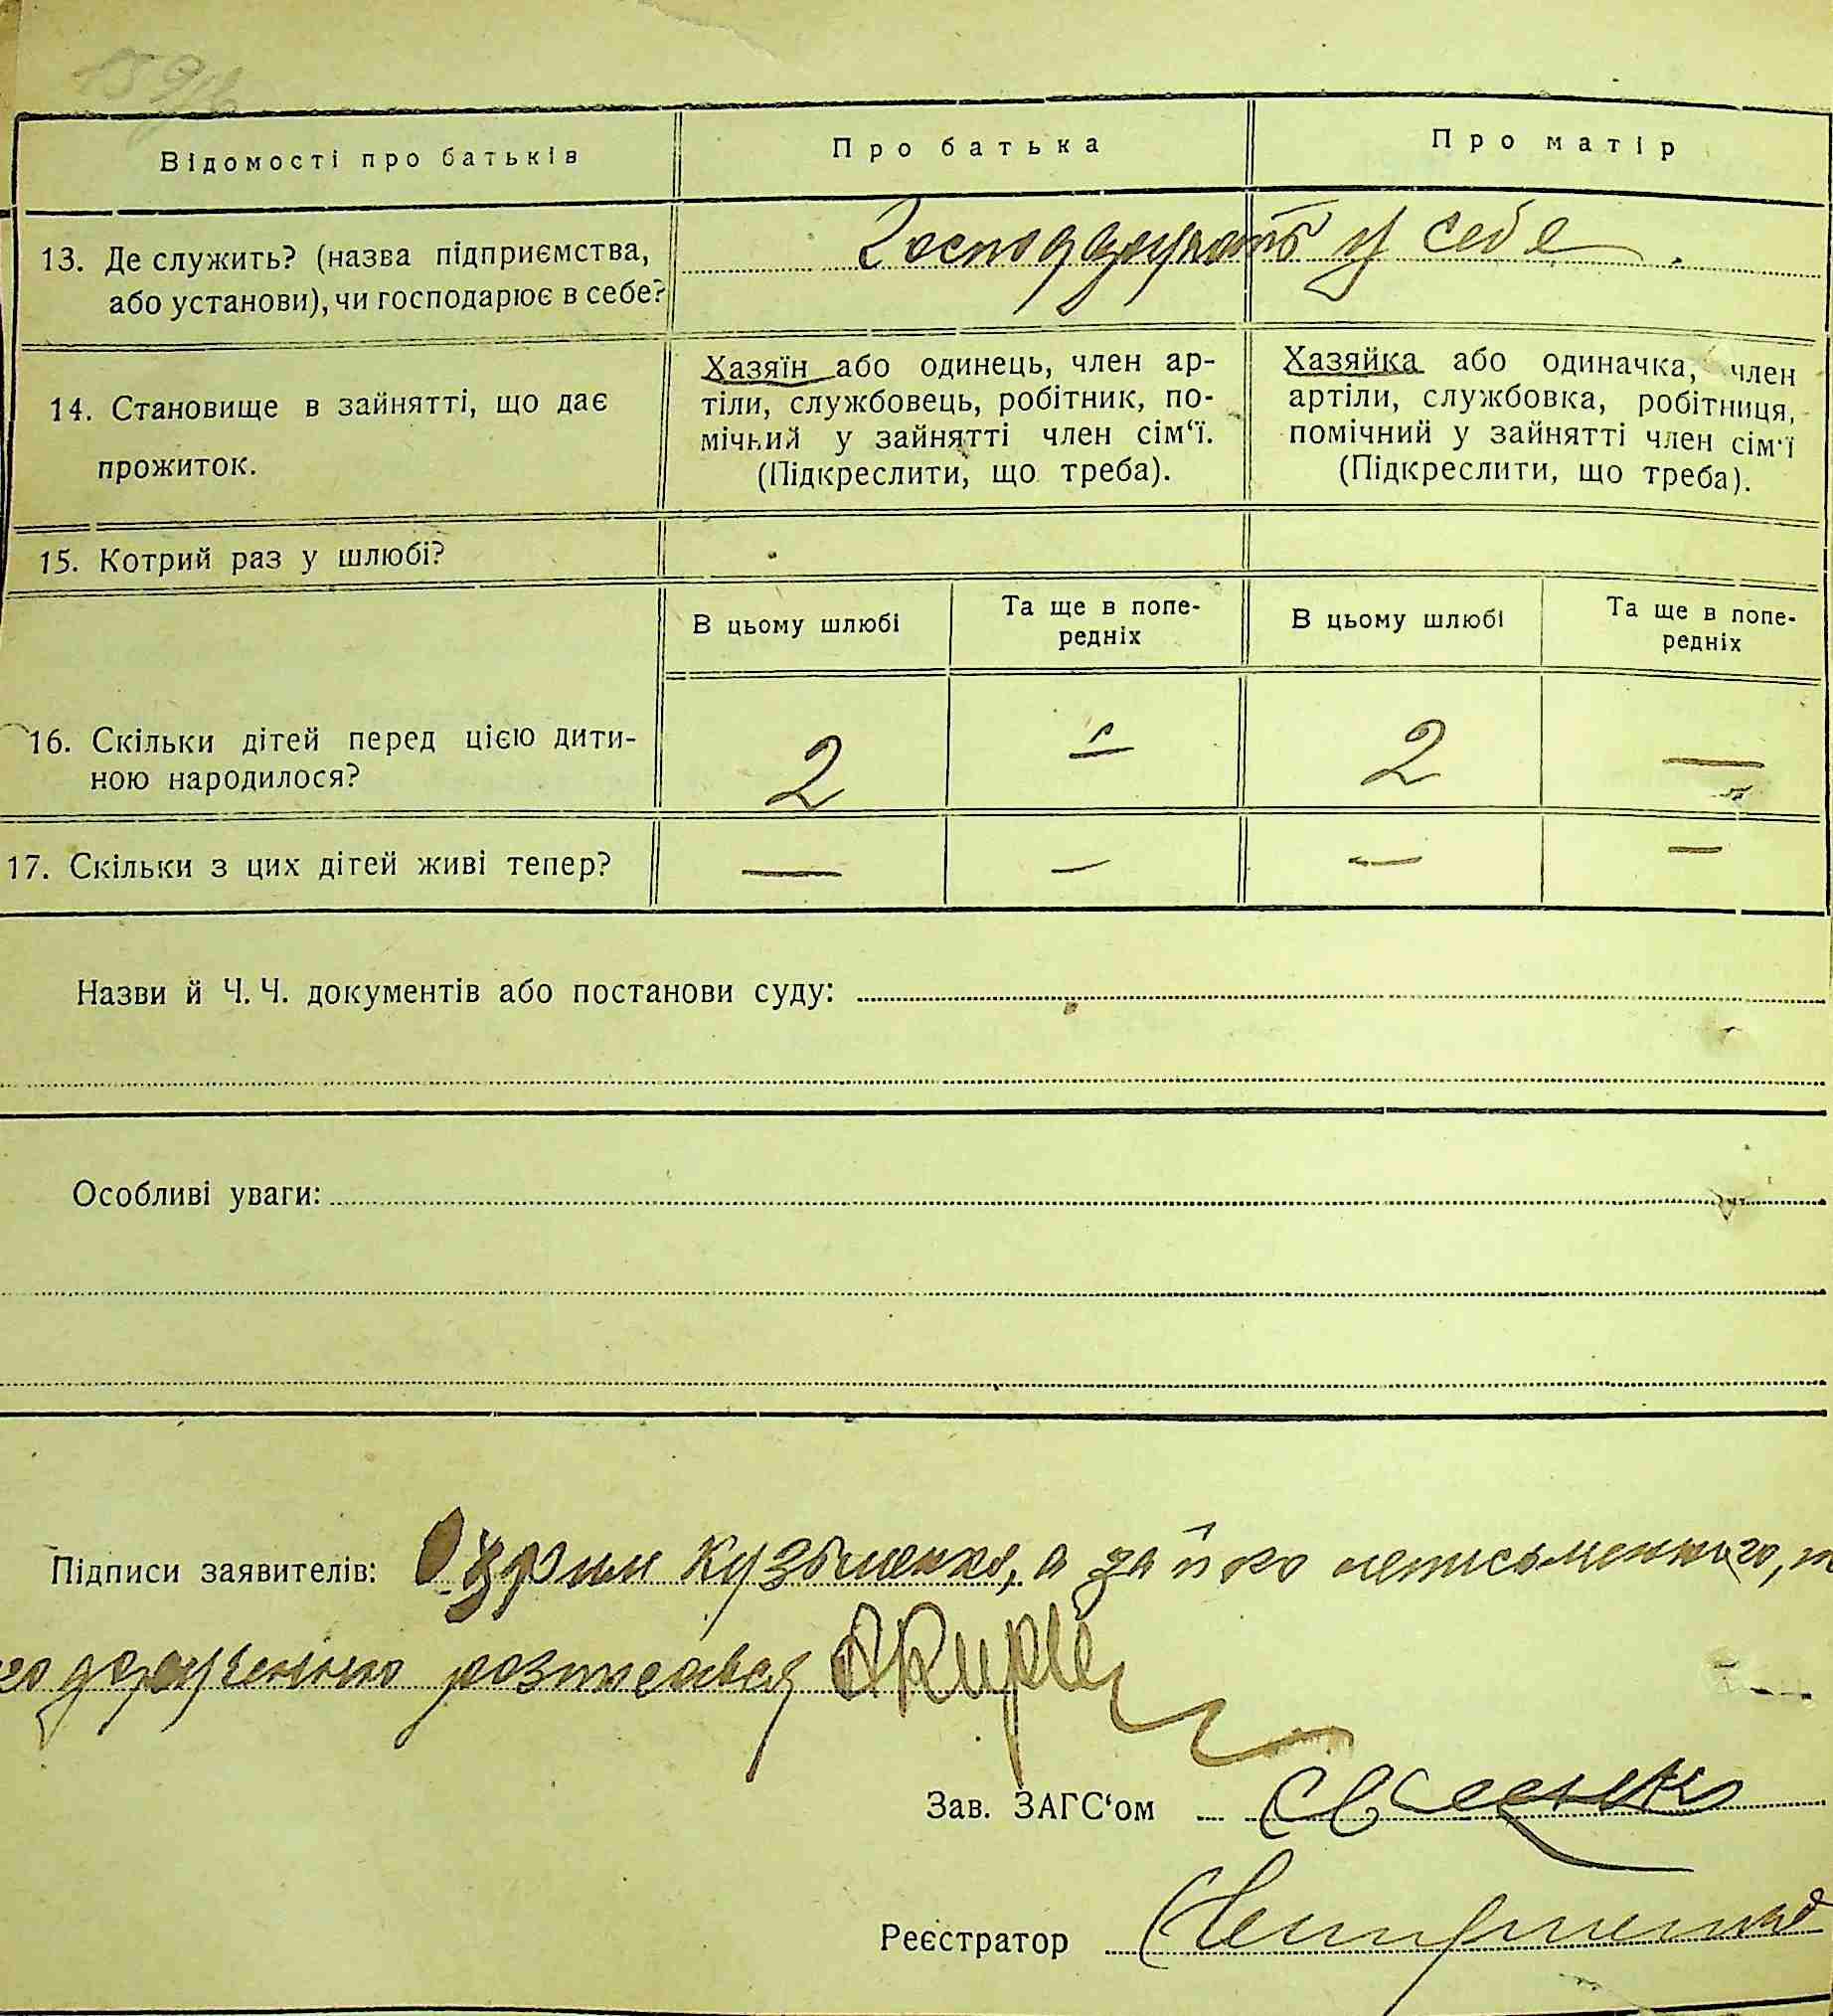 Відомості про батьків
Про батька
Про матір
13. Де служить? (назва підприємства,
або установи), чи господарює в себе?
Господарують у себе.
14. Становище в зайнятті, що дає
прожиток.
Хазяїн або одинець, член ар-
тіли, службовець, робітник, по-
мічний у зайнятті член сім‘ї.
(Підкреслити, що треба).
Хазяйка або одиначка, член
артіли, службовка, робітниця,
помічний у зайнятті член сім‘ї
(Підкреслити, що треба).
15. Котрий раз у шлюбі?
В цьому шлюбі
Та ще в попе-
редніх
В цьому шлюбі
Та ще в попе-
редніх
16. Скільки дітей перед цією дити-
ною народилося?
2 — 2 —
17. Скільки з цих дітей живі тепер?
— — — —
Назви й Ч. Ч. документів або постанови суду:
Особливі уваги:
Підписи заявителів: Кузьменко, а за його неписьменного,
дорученню розписався
Зав. ЗАГС‘ом
Реєстратор